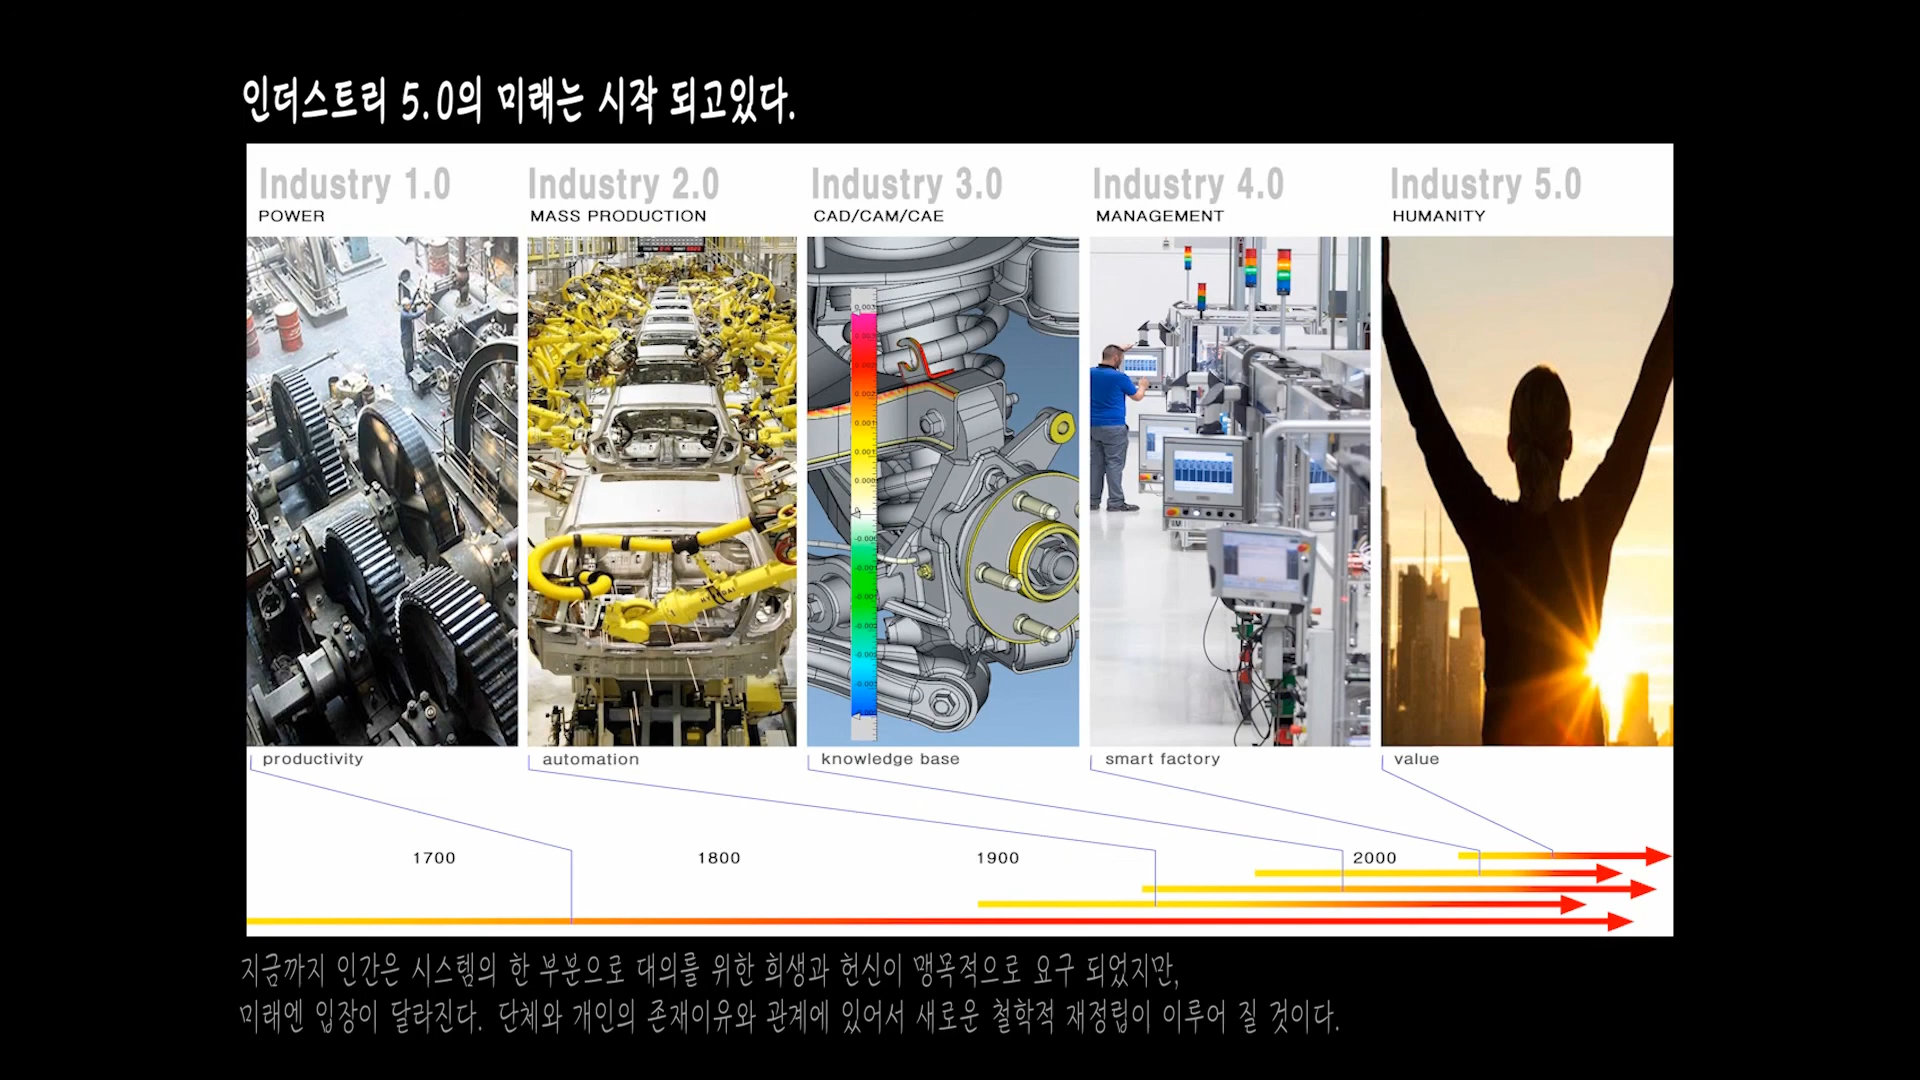 인더스트리 5.0의 미래는 시작 되고있다.
Industry 1.0
POWER
Industry 2.0
MASS PRODUCTION
Industry 3.0
CAD/CAM/CAE
Industry 4.0
MANAGEMENT
Industry 5.0
HUMANITY
HYUNDAI
productivity
automation
knowledge base
smart factory
value
1700
1800
1900
2000
지금까지 인간은 시스템의 한 부분으로 대의를 위한 희생과 헌신이 맹목적으로 요구 되었지만,
미래엔 입장이 달라진다. 단체와 개인의 존재이유와 관계에 있어서 새로운 철학적 재정립이 이루어 질 것이다.